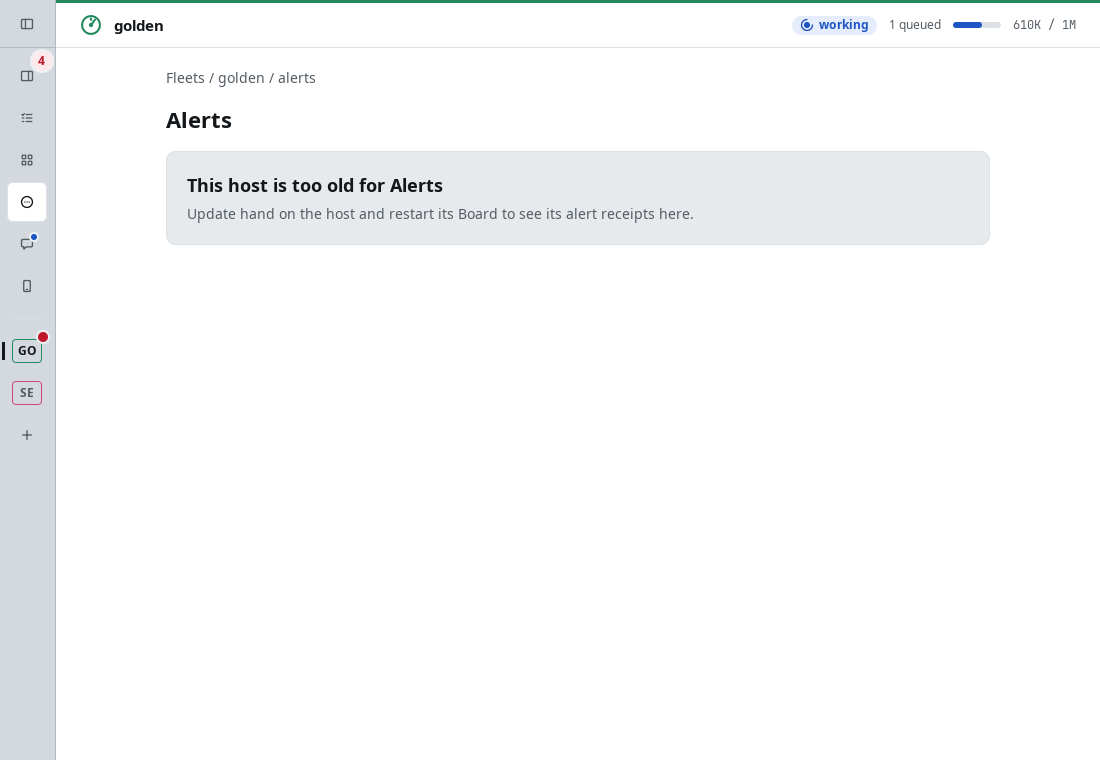 golden
working
1 queued
610K / 1M
4
Fleets / golden / alerts
Alerts
This host is too old for Alerts
Update hand on the host and restart its Board to see its alert receipts here.
GO
SE